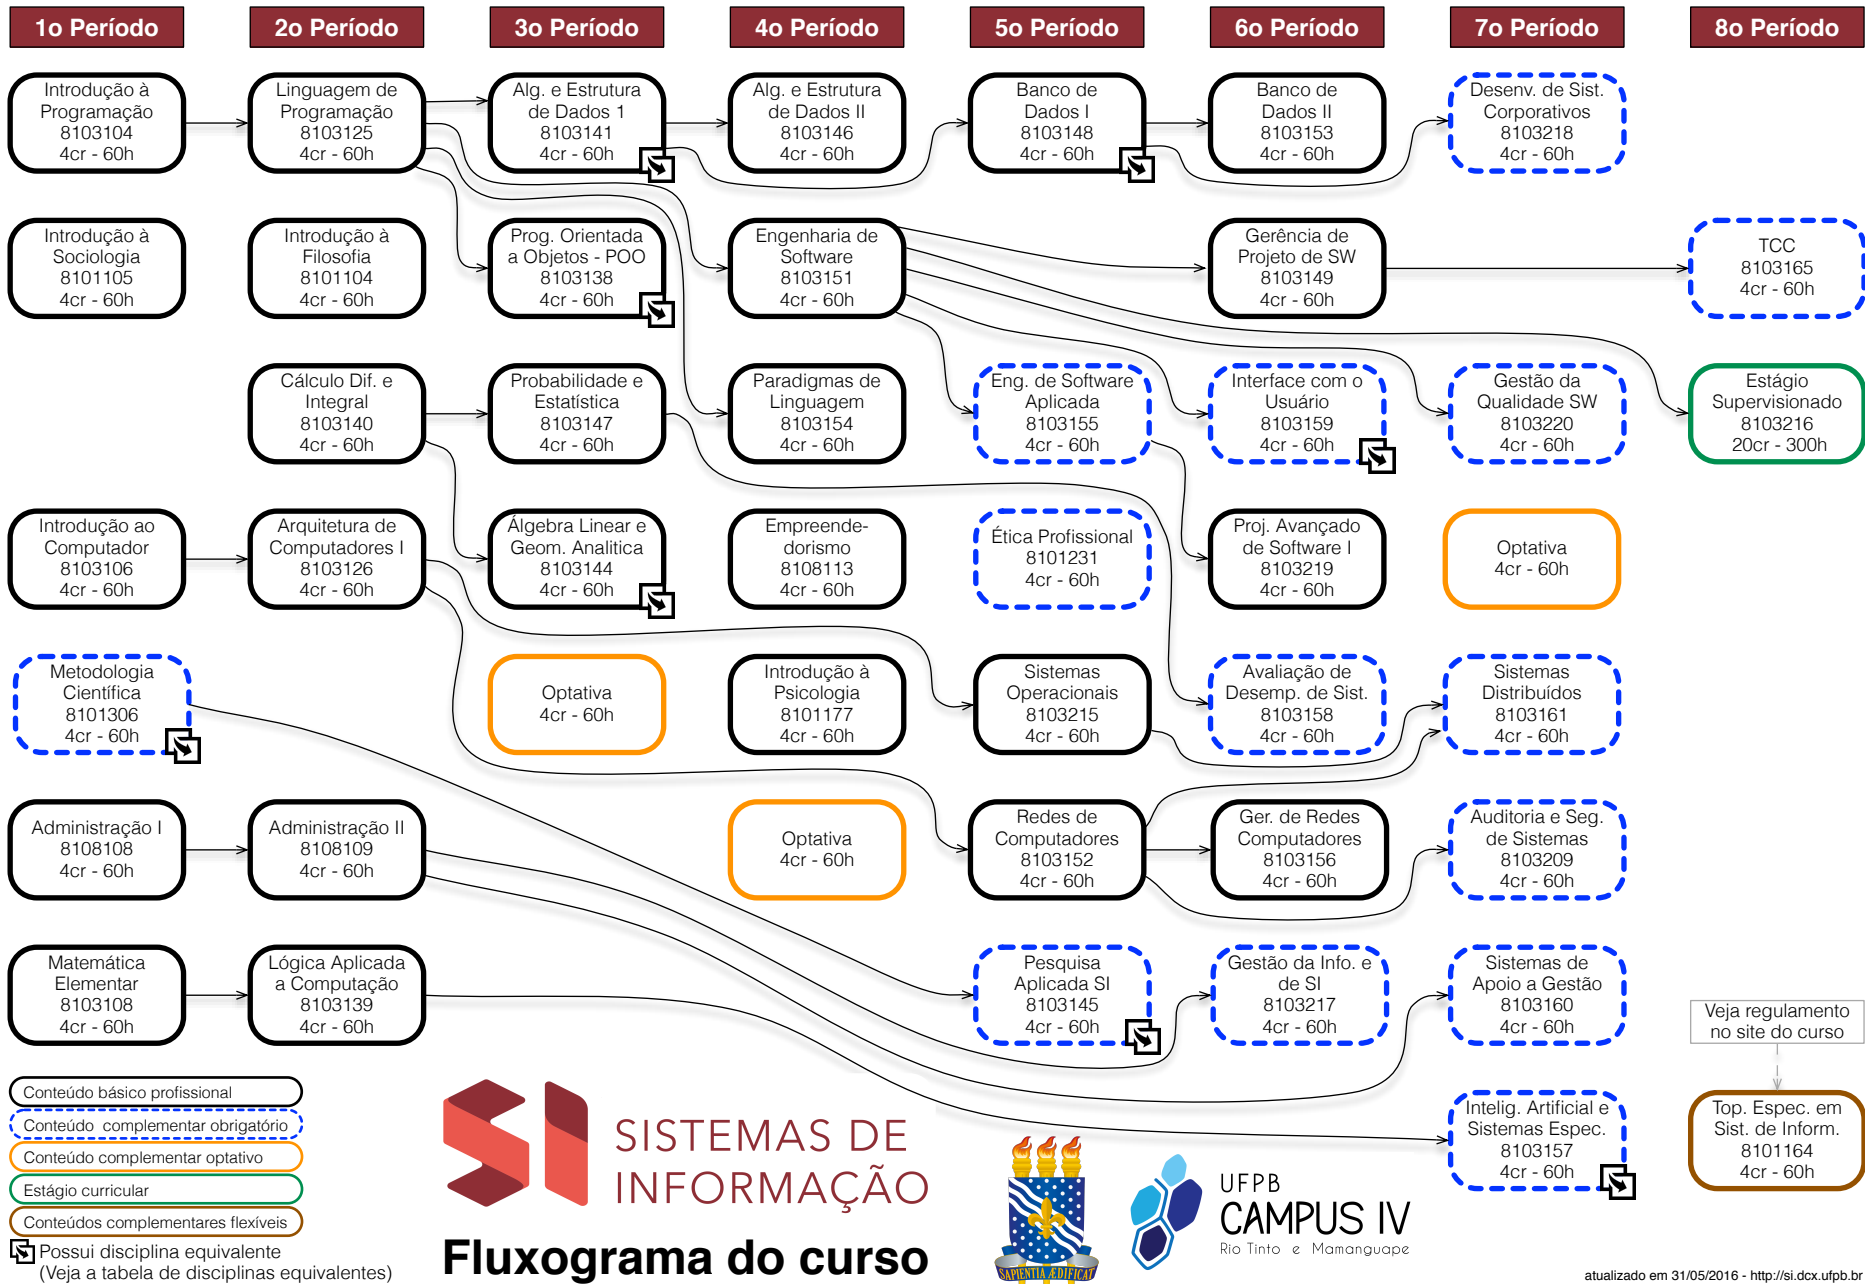 1o Período
2o Período
3o Período
4o Período
5o Período
6o Período
7o Período
8o Período
Introdução à
Programação
8103104
4cr - 60h
Linguagem de
Programação
8103125
4cr - 60h
Alg. e Estrutura
de Dados 1
8103141
4cr - 60h
Alg. e Estrutura
de Dados II
8103146
4cr - 60h
Banco de
Dados I
8103148
4cr - 60h
Banco de
Dados II
8103153
4cr - 60h
Desenv. de Sist.
Corporativos
8103218
4cr - 60h
Introdução à
Sociologia
8101105
4cr - 60h
Introdução à
Filosofia
8101104
4cr - 60h
Prog. Orientada
a Objetos - POO
8103138
4cr - 60h
Engenharia de
Software
8103151
4cr - 60h
Gerência de
Projeto de SW
8103149
4cr - 60h
TCC
8103165
4cr - 60h
Cálculo Dif. e
Integral
8103140
4cr - 60h
Probabilidade e
Estatística
8103147
4cr - 60h
Paradigmas de
Linguagem
8103154
4cr - 60h
Eng. de Software
Aplicada
8103155
4cr - 60h
Interface com o
Usuário
8103159
4cr - 60h
Gestão da
Qualidade SW
8103220
4cr - 60h
Estágio
Supervisionado
8103216
20cr - 300h
Introdução ao
Computador
8103106
4cr - 60h
Arquitetura de
Computadores I
8103126
4cr - 60h
Álgebra Linear e
Geom. Analitica
8103144
4cr - 60h
Empreende-
dorismo
8108113
4cr - 60h
Ética Profissional
8101231
4cr - 60h
Proj. Avançado
de Software I
8103219
4cr - 60h
Optativa
4cr - 60h
Metodologia
Científica
8101306
4cr - 60h
Optativa
4cr - 60h
Introdução à
Psicologia
8101177
4cr - 60h
Sistemas
Operacionais
8103215
4cr - 60h
Avaliação de
Desemp. de Sist.
8103158
4cr - 60h
Sistemas
Distribuídos
8103161
4cr - 60h
Administração I
8108108
4cr - 60h
Administração II
8108109
4cr - 60h
Optativa
4cr - 60h
Redes de
Computadores
8103152
4cr - 60h
Ger. de Redes
Computadores
8103156
4cr - 60h
Auditoria e Seg.
de Sistemas
8103209
4cr - 60h
Matemática
Elementar
8103108
4cr - 60h
Lógica Aplicada
a Computação
8103139
4cr - 60h
Pesquisa
Aplicada SI
8103145
4cr - 60h
Gestão da Info. e
de SI
8103217
4cr - 60h
Sistemas de
Apoio a Gestão
8103160
4cr - 60h
Veja regulamento
no site do curso
Intelig. Artificial e
Sistemas Espec.
8103157
4cr - 60h
Top. Espec. em
Sist. de Inform.
8101164
4cr - 60h
Conteúdo básico profissional
Conteúdo complementar obrigatório
Conteúdo complementar optativo
Estágio curricular
Conteúdos complementares flexíveis
Possui disciplina equivalente
(Veja a tabela de disciplinas equivalentes)
SI
SISTEMAS DE
INFORMAÇÃO
Fluxograma do curso
SAPIENTIA ÆDIFICAT
UFPB
CAMPUS IV
Rio Tinto e Mamanguape
atualizado em 31/05/2016 - http://si.dcx.ufpb.br